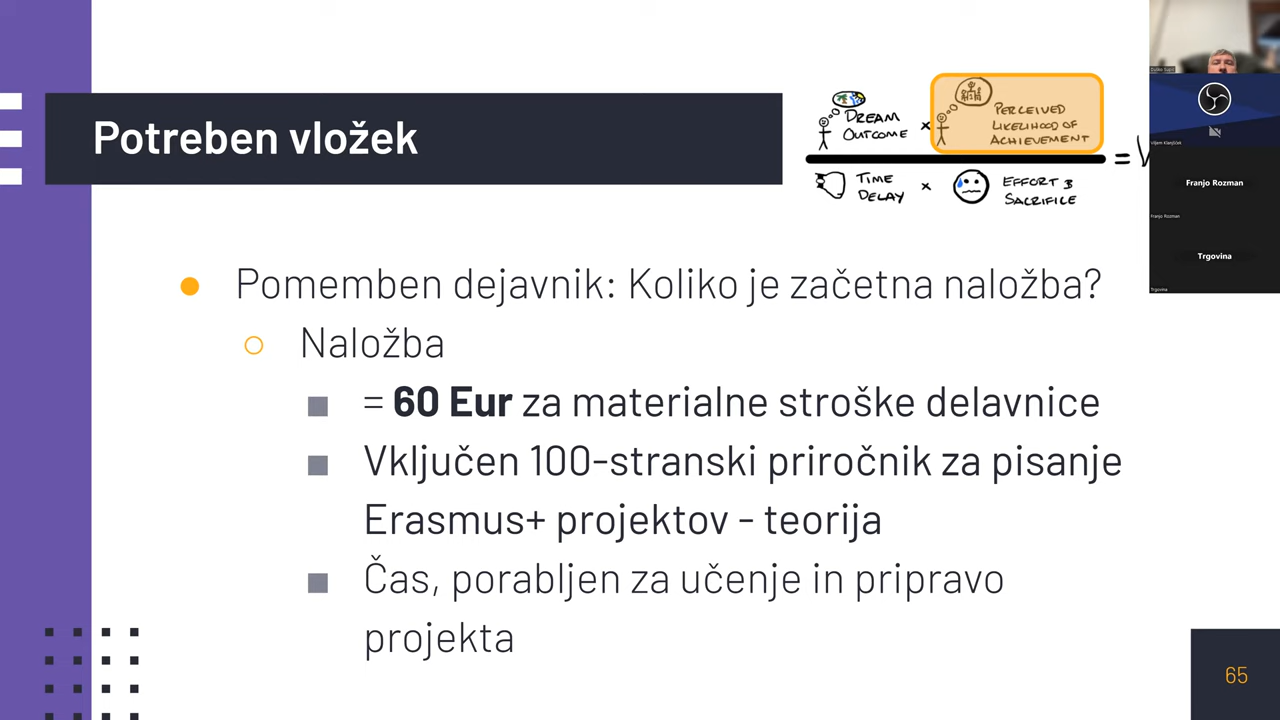 Potreben vložek
DREAM
OUTCOME
x
PERCEIVED
LIKELIHOOD OF
ACHIEVEMENT
=
TIME
DELAY
x
EFFORT &
SACRIFICE
Franjo Rozman
Franjo Rozman
Trgovina
Trgovina
● Pomemben dejavnik: Koliko je začetna naložba?
○ Naložba
■ = 60 Eur za materialne stroške delavnice
■ Vključen 100-stranski priročnik za pisanje
Erasmus+ projektov - teorija
■ Čas, porabljen za učenje in pripravo
projekta
65